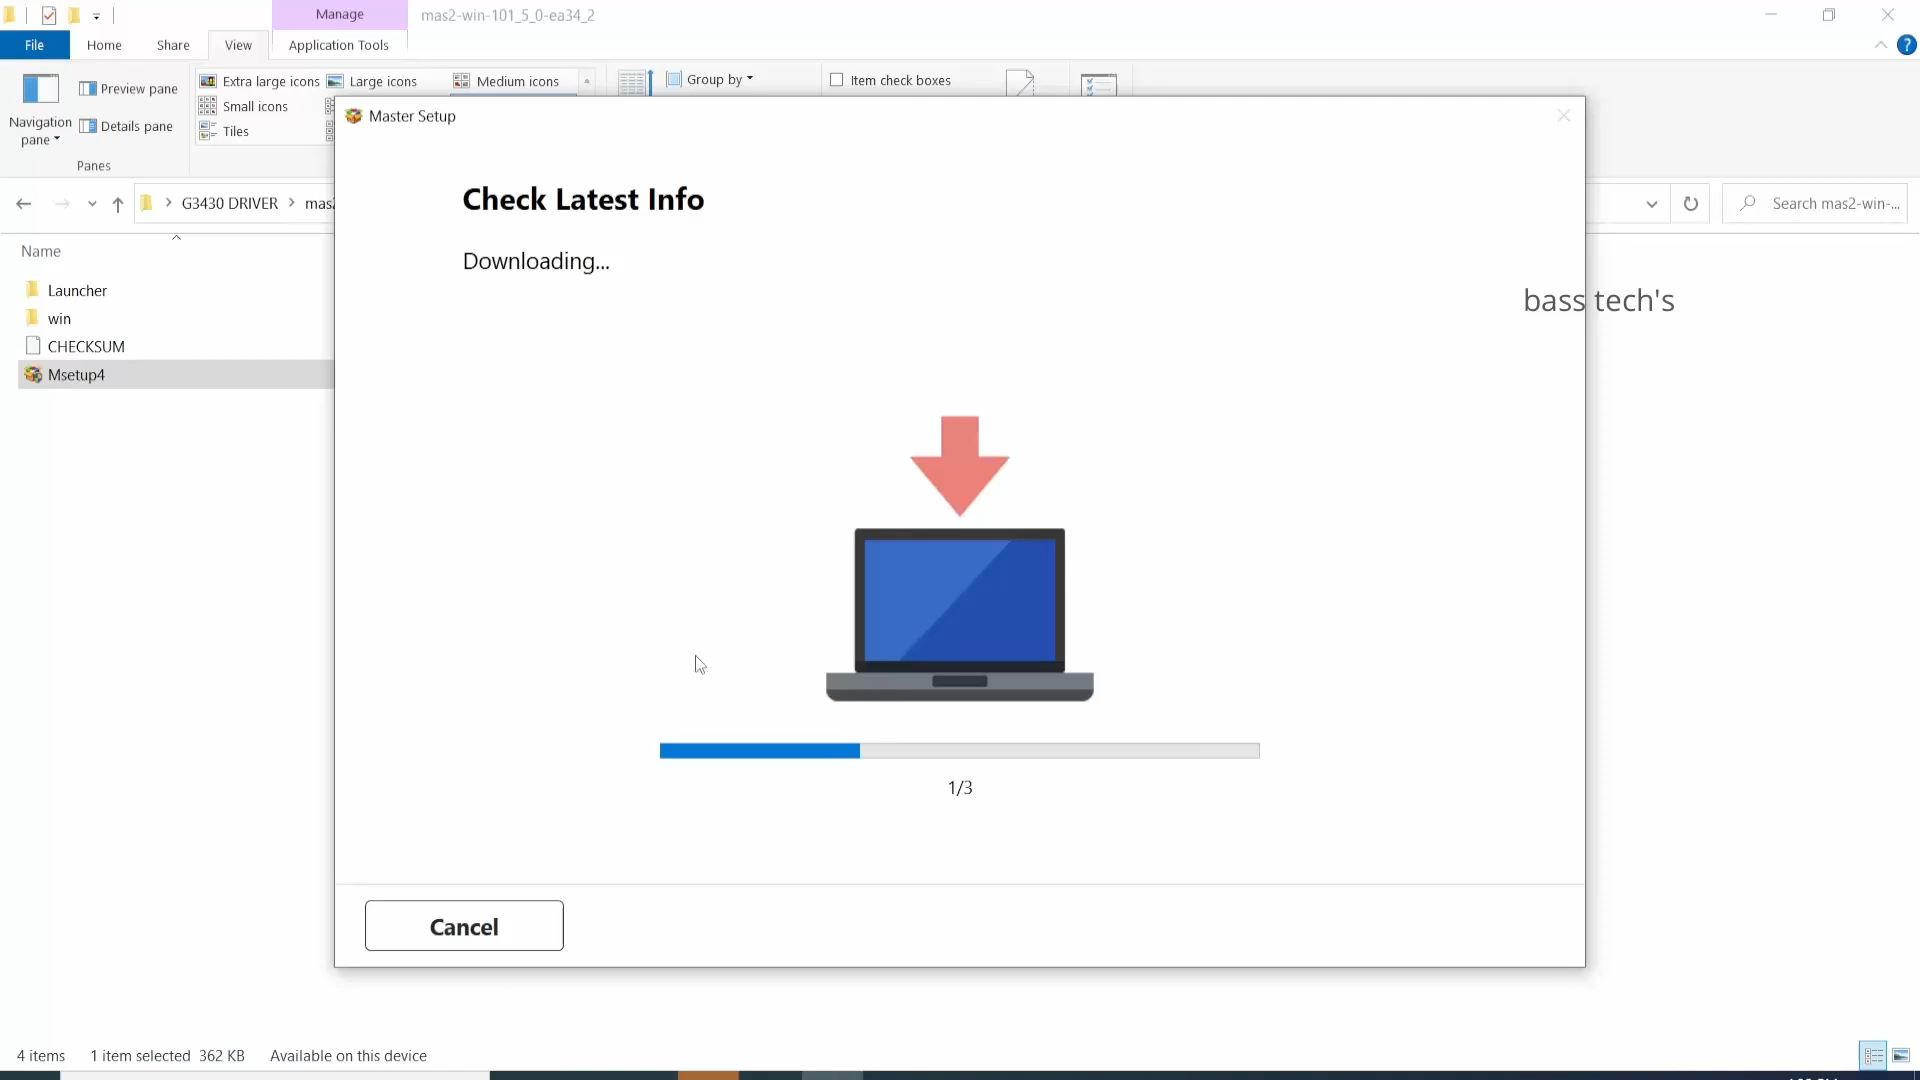 Manage
mas2-win-101_5_0-ea34_2
File
Home
Share
View
Application Tools
Navigation pane
Preview pane
Details pane
Panes
Extra large icons
Large icons
Medium icons
Small icons
Tiles
Group by
Item check boxes
G3430 DRIVER
mas2
Search mas2-win-...
Name
Launcher
win
CHECKSUM
Msetup4
Master Setup
Check Latest Info
Downloading...
bass tech's
1/3
Cancel
4 items
1 item selected 362 KB
Available on this device